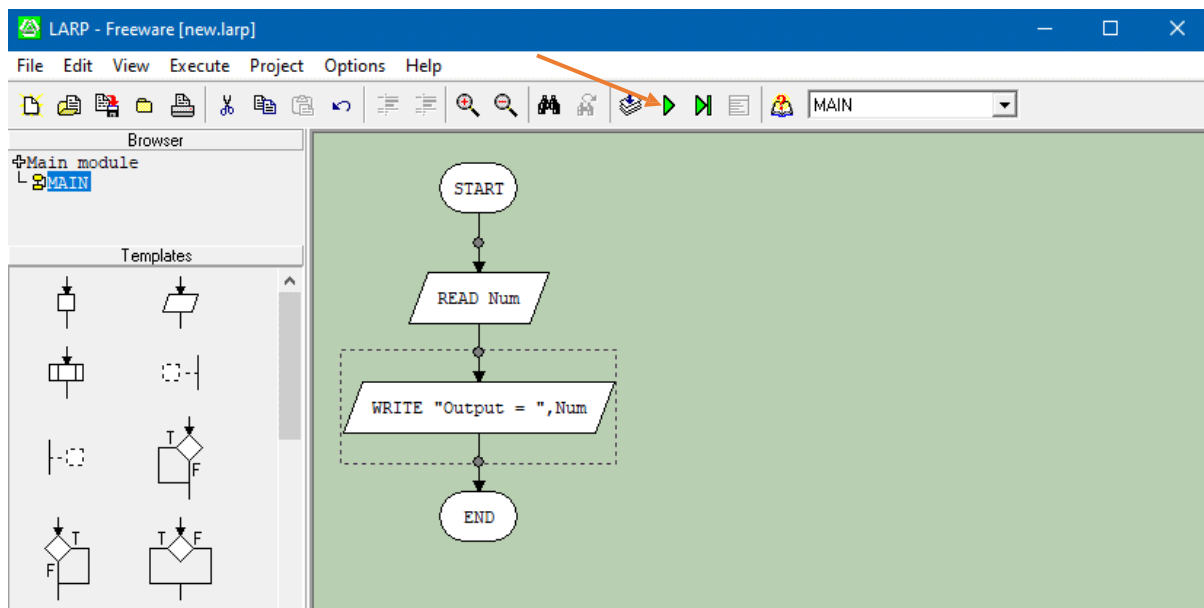 LARP - Freeware [new.larp]
File Edit View Execute Project Options Help
MAIN
Browser
Main module
MAIN
Templates
T
F
T
F
T F
START
READ Num
WRITE "Output = ",Num
END